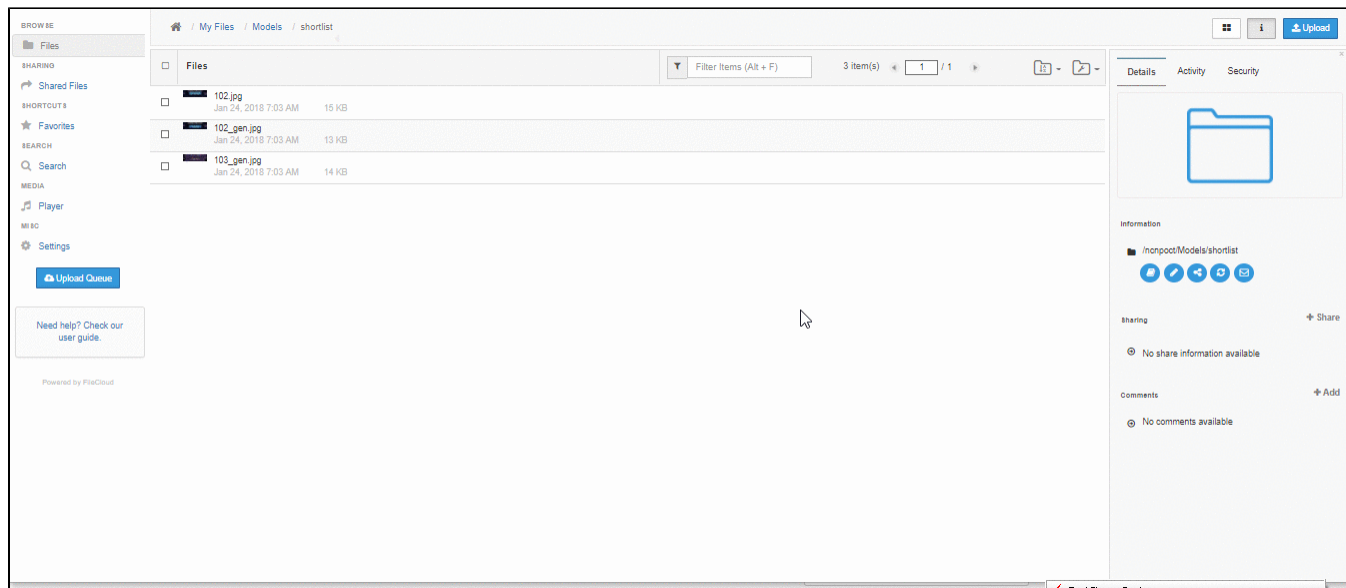 BROWSE
Files
SHARING
Shared Files
SHORTCUTS
Favorites
SEARCH
Search
MEDIA
Player
MISC
Settings
Upload Queue
Need help? Check our
user guide.
Powered by FileCloud
/ My Files / Models / shortlist
i
Upload
Files
Filter Items (Alt + F)
3 item(s)
1 / 1
102.jpg
Jan 24, 2018 7:03 AM 15 KB
102_gen.jpg
Jan 24, 2018 7:03 AM 13 KB
103_gen.jpg
Jan 24, 2018 7:03 AM 14 KB
Details Activity Security
Information
/ncnpoct/Models/shortlist
Sharing
+ Share
No share information available
Comments
+ Add
No comments available